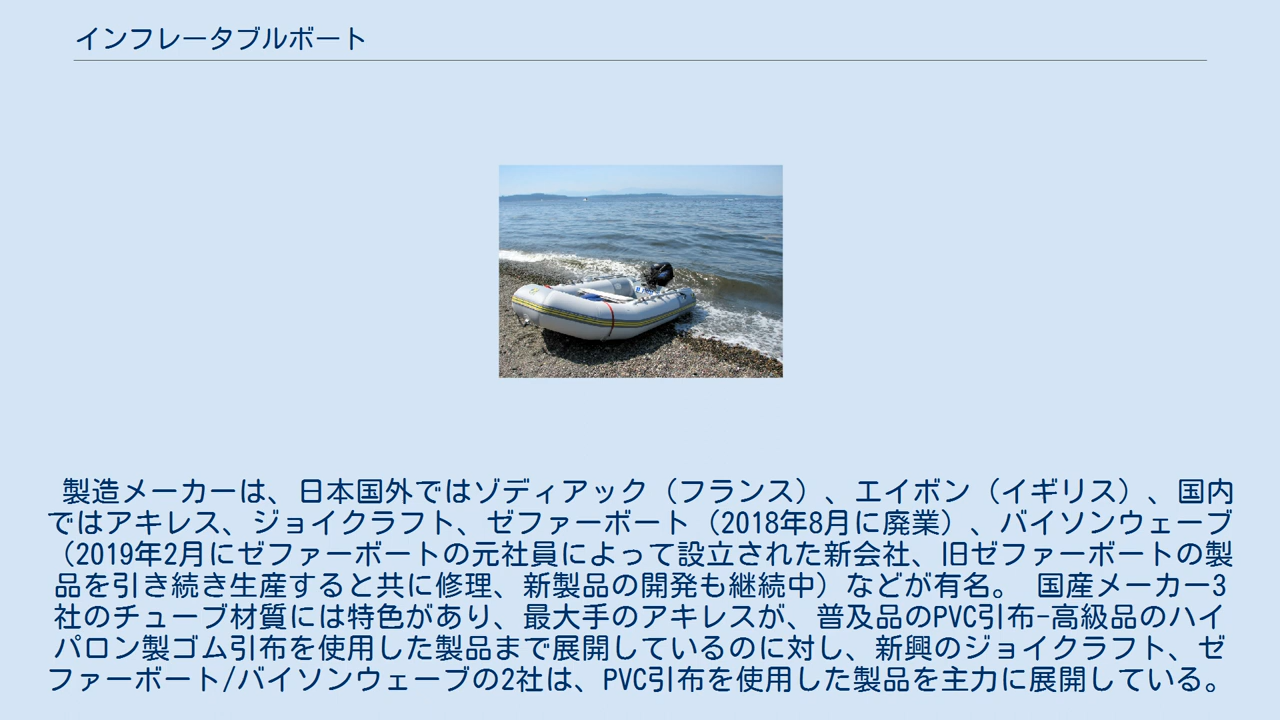 インフレータブルボート
製造メーカーは、日本国外ではゾディアック（フランス）、エイボン（イギリス）、国内
ではアキレス、ジョイクラフト、ゼファーボート（2018年8月に廃業）、バイソンウェーブ
（2019年2月にゼファーボートの元社員によって設立された新会社、旧ゼファーボートの製
品を引き続き生産すると共に修理、新製品の開発も継続中）などが有名。 国産メーカー3
社のチューブ材質には特色があり、最大手のアキレスが、普及品のPVC引布-高級品のハイ
パロン製ゴム引布を使用した製品まで展開しているのに対し、新興のジョイクラフト、ゼ
ファーボート/バイソンウェーブの2社は、PVC引布を使用した製品を主力に展開している。